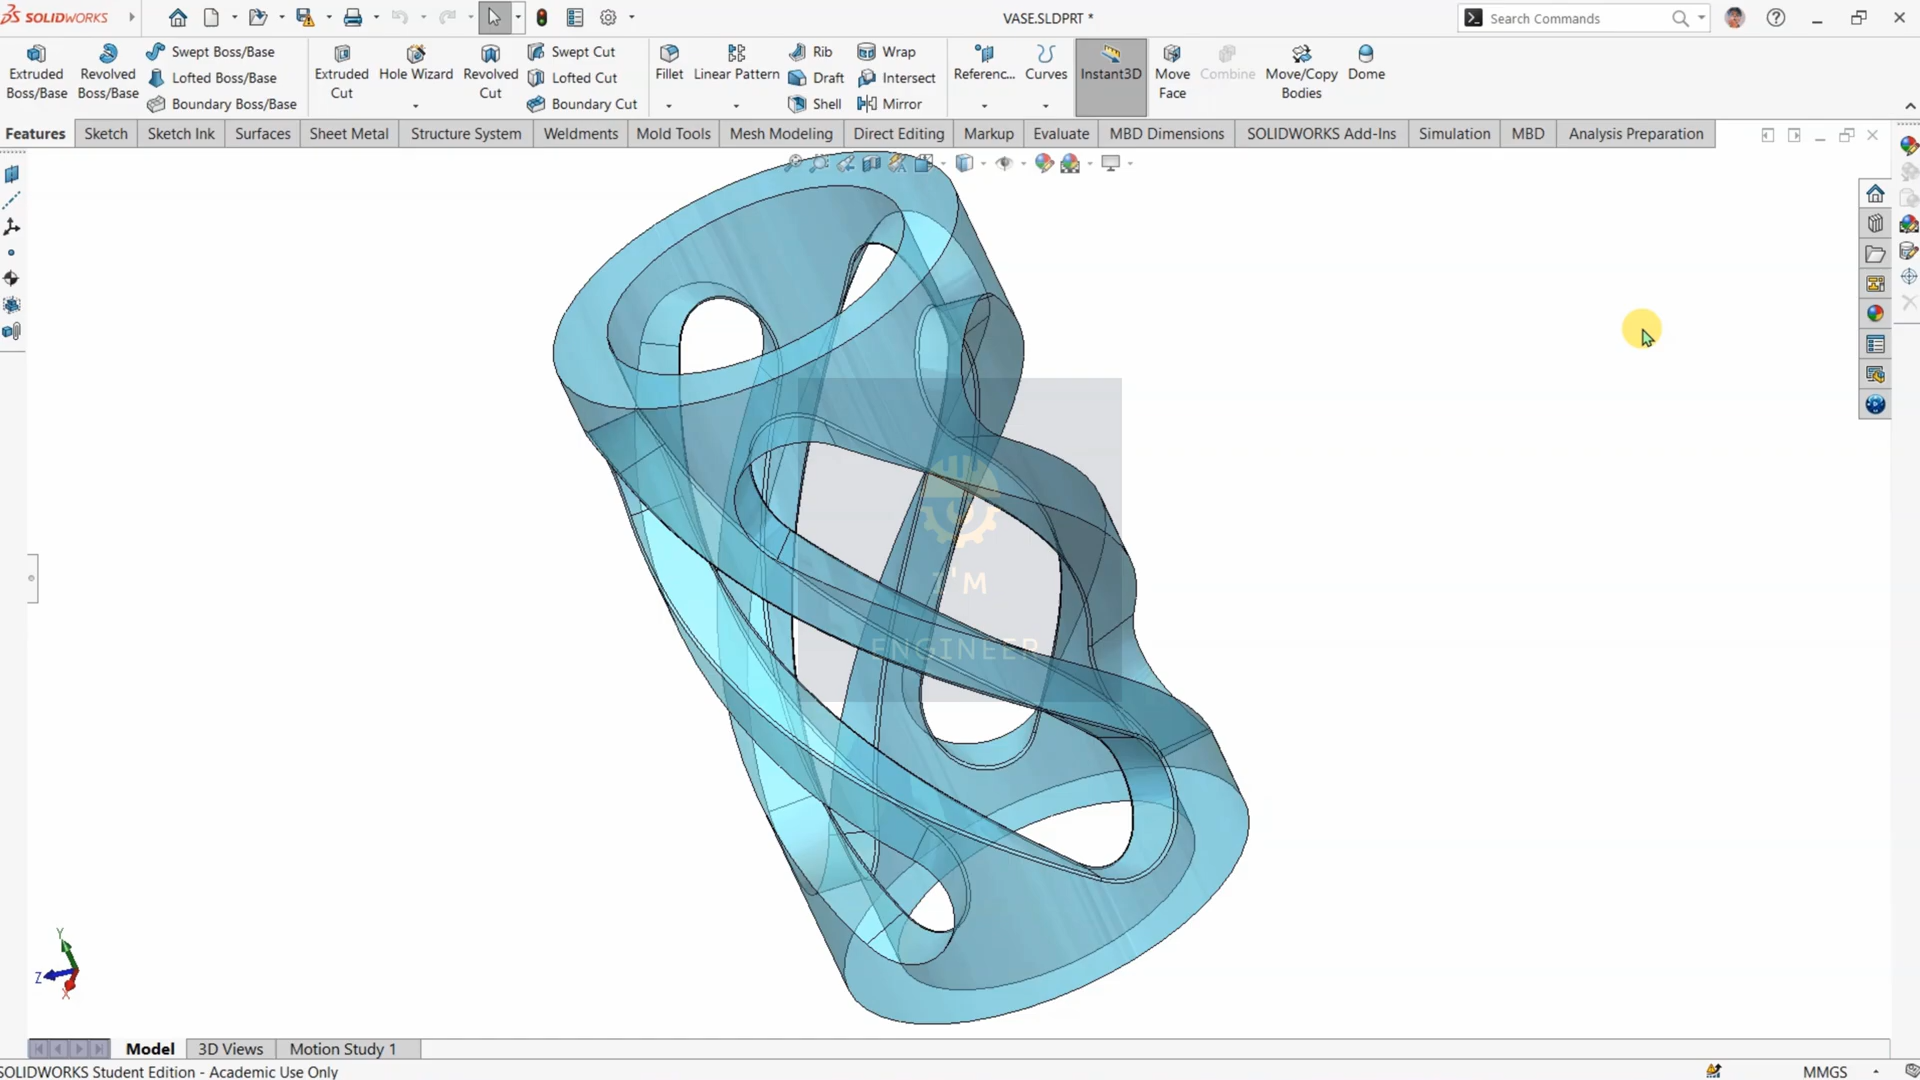 SOLIDWORKS
VASE.SLDPRT *
Search Commands
Extruded Boss/Base
Revolved Boss/Base
Swept Boss/Base
Lofted Boss/Base
Boundary Boss/Base
Extruded Cut
Hole Wizard
Revolved Cut
Swept Cut
Lofted Cut
Boundary Cut
Fillet
Linear Pattern
Rib
Draft
Shell
Wrap
Intersect
Mirror
Referenc...
Curves
Instant3D
Move Face
Combine
Move/Copy Bodies
Dome
Features
Sketch
Sketch Ink
Surfaces
Sheet Metal
Structure System
Weldments
Mold Tools
Mesh Modeling
Direct Editing
Markup
Evaluate
MBD Dimensions
SOLIDWORKS Add-Ins
Simulation
MBD
Analysis Preparation
I'M
ENGINEER
Y
Z
X
Model
3D Views
Motion Study 1
SOLIDWORKS Student Edition - Academic Use Only
MMGS